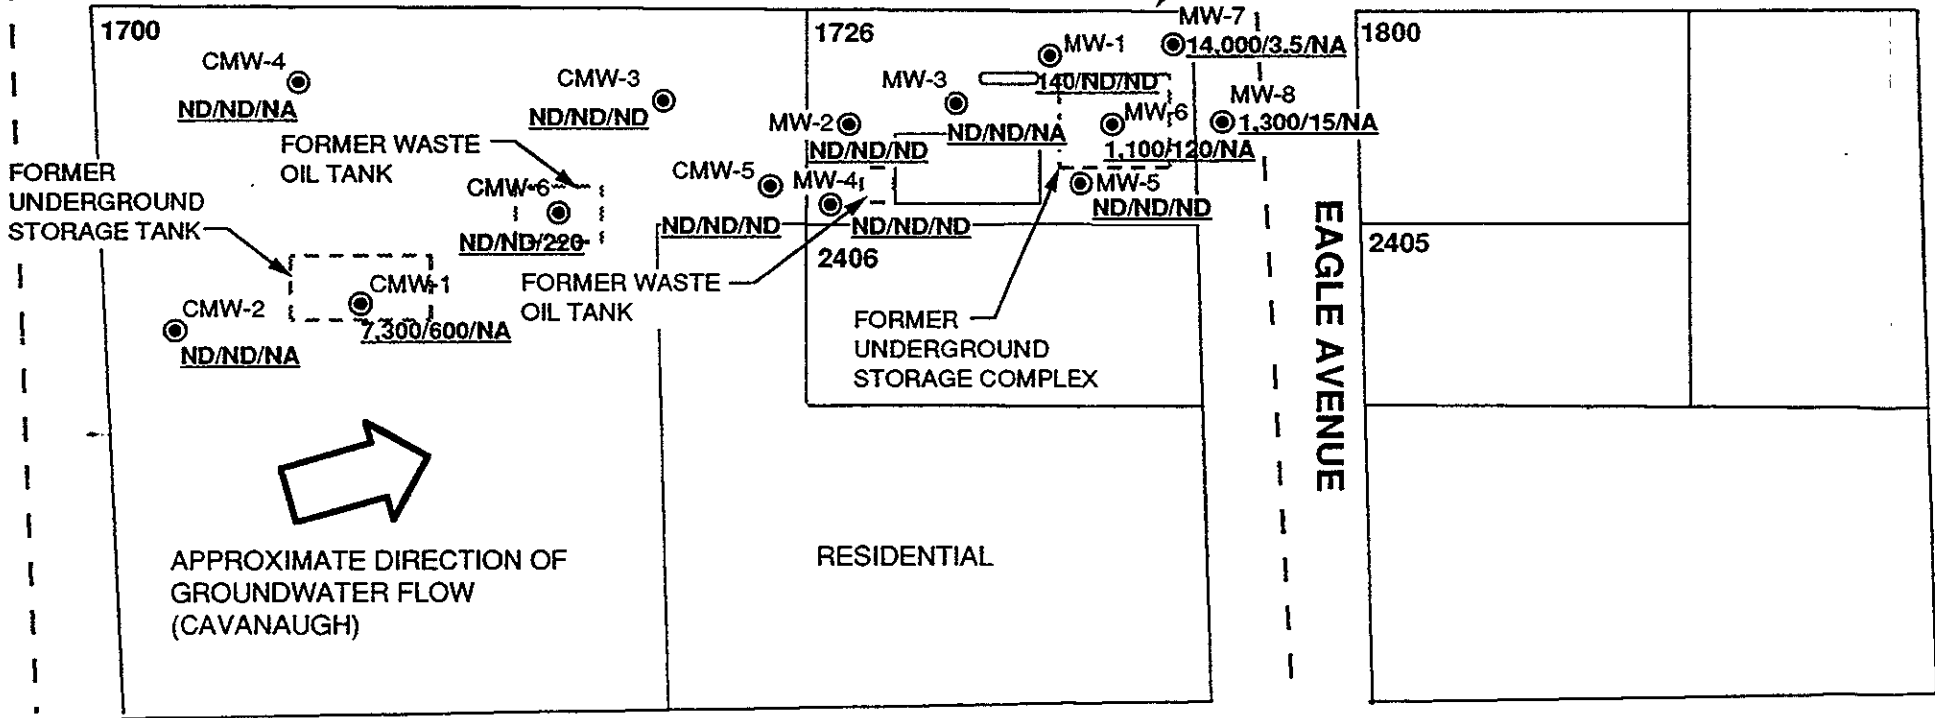 1700
CMW-4
ND/ND/NA
FORMER WASTE
OIL TANK
CMW-3
ND/ND/ND
FORMER
UNDERGROUND
STORAGE TANK
CMW-6
ND/ND/220
CMW-1
7,300/600/NA
CMW-2
ND/ND/NA
CMW-5
ND/ND/ND
1726
MW-1
140/ND/ND
MW-3
ND/ND/NA
MW-2
ND/ND/ND
MW-4
ND/ND/ND
MW-7
14,000/3.5/NA
MW-8
1,300/15/NA
MW-6
1,100/120/NA
MW-5
ND/ND/ND
FORMER WASTE
OIL TANK
2406
FORMER
UNDERGROUND
STORAGE COMPLEX
EAGLE AVENUE
1800
2405
APPROXIMATE DIRECTION OF
GROUNDWATER FLOW
(CAVANAUGH)
RESIDENTIAL